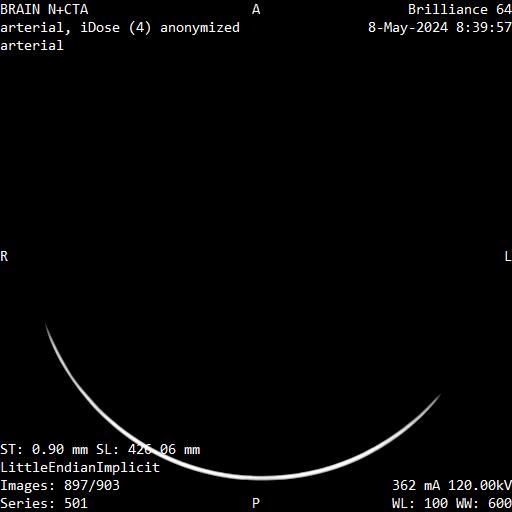 BRAIN N+CTA
A
Brilliance 64
arterial, iDose (4) anonymized
8-May-2024 8:39:57
arterial
R
L
ST: 0.90 mm SL: 426.06 mm
LittleEndianImplicit
Images: 897/903
362 mA 120.00kV
Series: 501
P
WL: 100 WW: 600